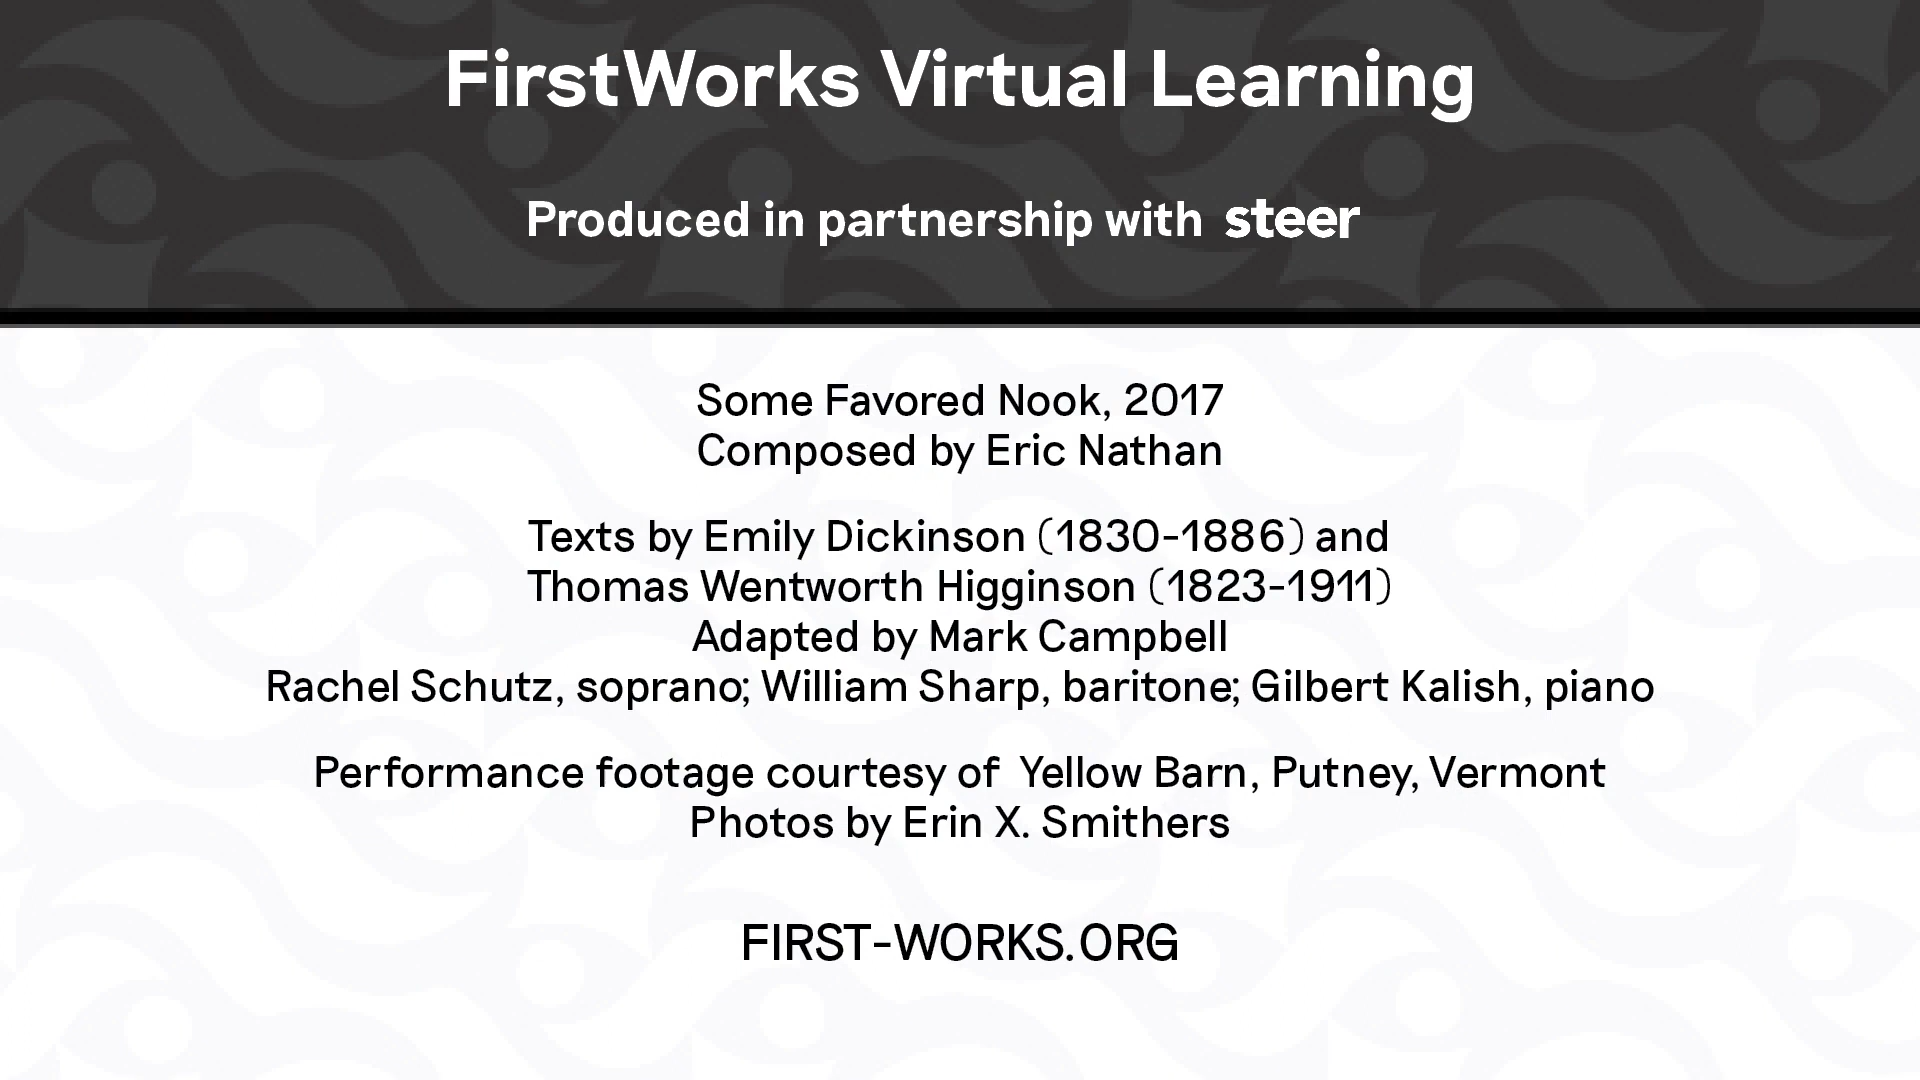 FirstWorks Virtual Learning
Produced in partnership with steer
Some Favored Nook, 2017
Composed by Eric Nathan
Texts by Emily Dickinson (1830-1886) and
Thomas Wentworth Higginson (1823-1911)
Adapted by Mark Campbell
Rachel Schutz, soprano; William Sharp, baritone; Gilbert Kalish, piano
Performance footage courtesy of  Yellow Barn, Putney, Vermont
Photos by Erin X. Smithers
FIRST-WORKS.ORG